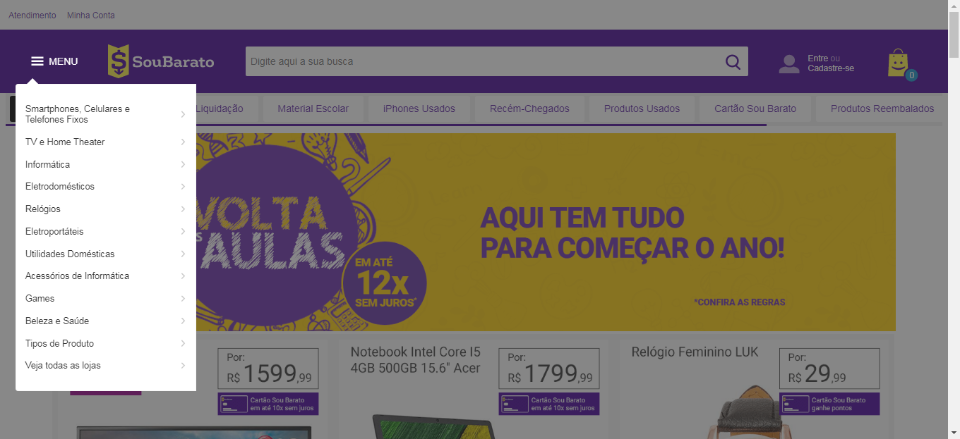 Atendimento Minha Conta
MENU
SouBarato
Digite aqui a sua busca
Entre ou
Cadastre-se
0
Liquidação
Material Escolar
iPhones Usados
Recém-Chegados
Produtos Usados
Cartão Sou Barato
Produtos Reembalados
Smartphones, Celulares e
Telefones Fixos
TV e Home Theater
Informática
Eletrodomésticos
Relógios
Eletroportáteis
Utilidades Domésticas
Acessórios de Informática
Games
Beleza e Saúde
Tipos de Produto
Veja todas as lojas
VOLTA
AULAS
EM ATÉ
12x
SEM JUROS*
AQUI TEM TUDO
PARA COMEÇAR O ANO!
*CONFIRA AS REGRAS
Por:
R$ 1599,99
Cartão Sou Barato
em até 10x sem juros
Notebook Intel Core I5
4GB 500GB 15.6" Acer
Por:
R$ 1799,99
Cartão Sou Barato
em até 12x sem juros
Relógio Feminino LUK
Por:
R$ 29,99
Cartão Sou Barato
ganhe pontos